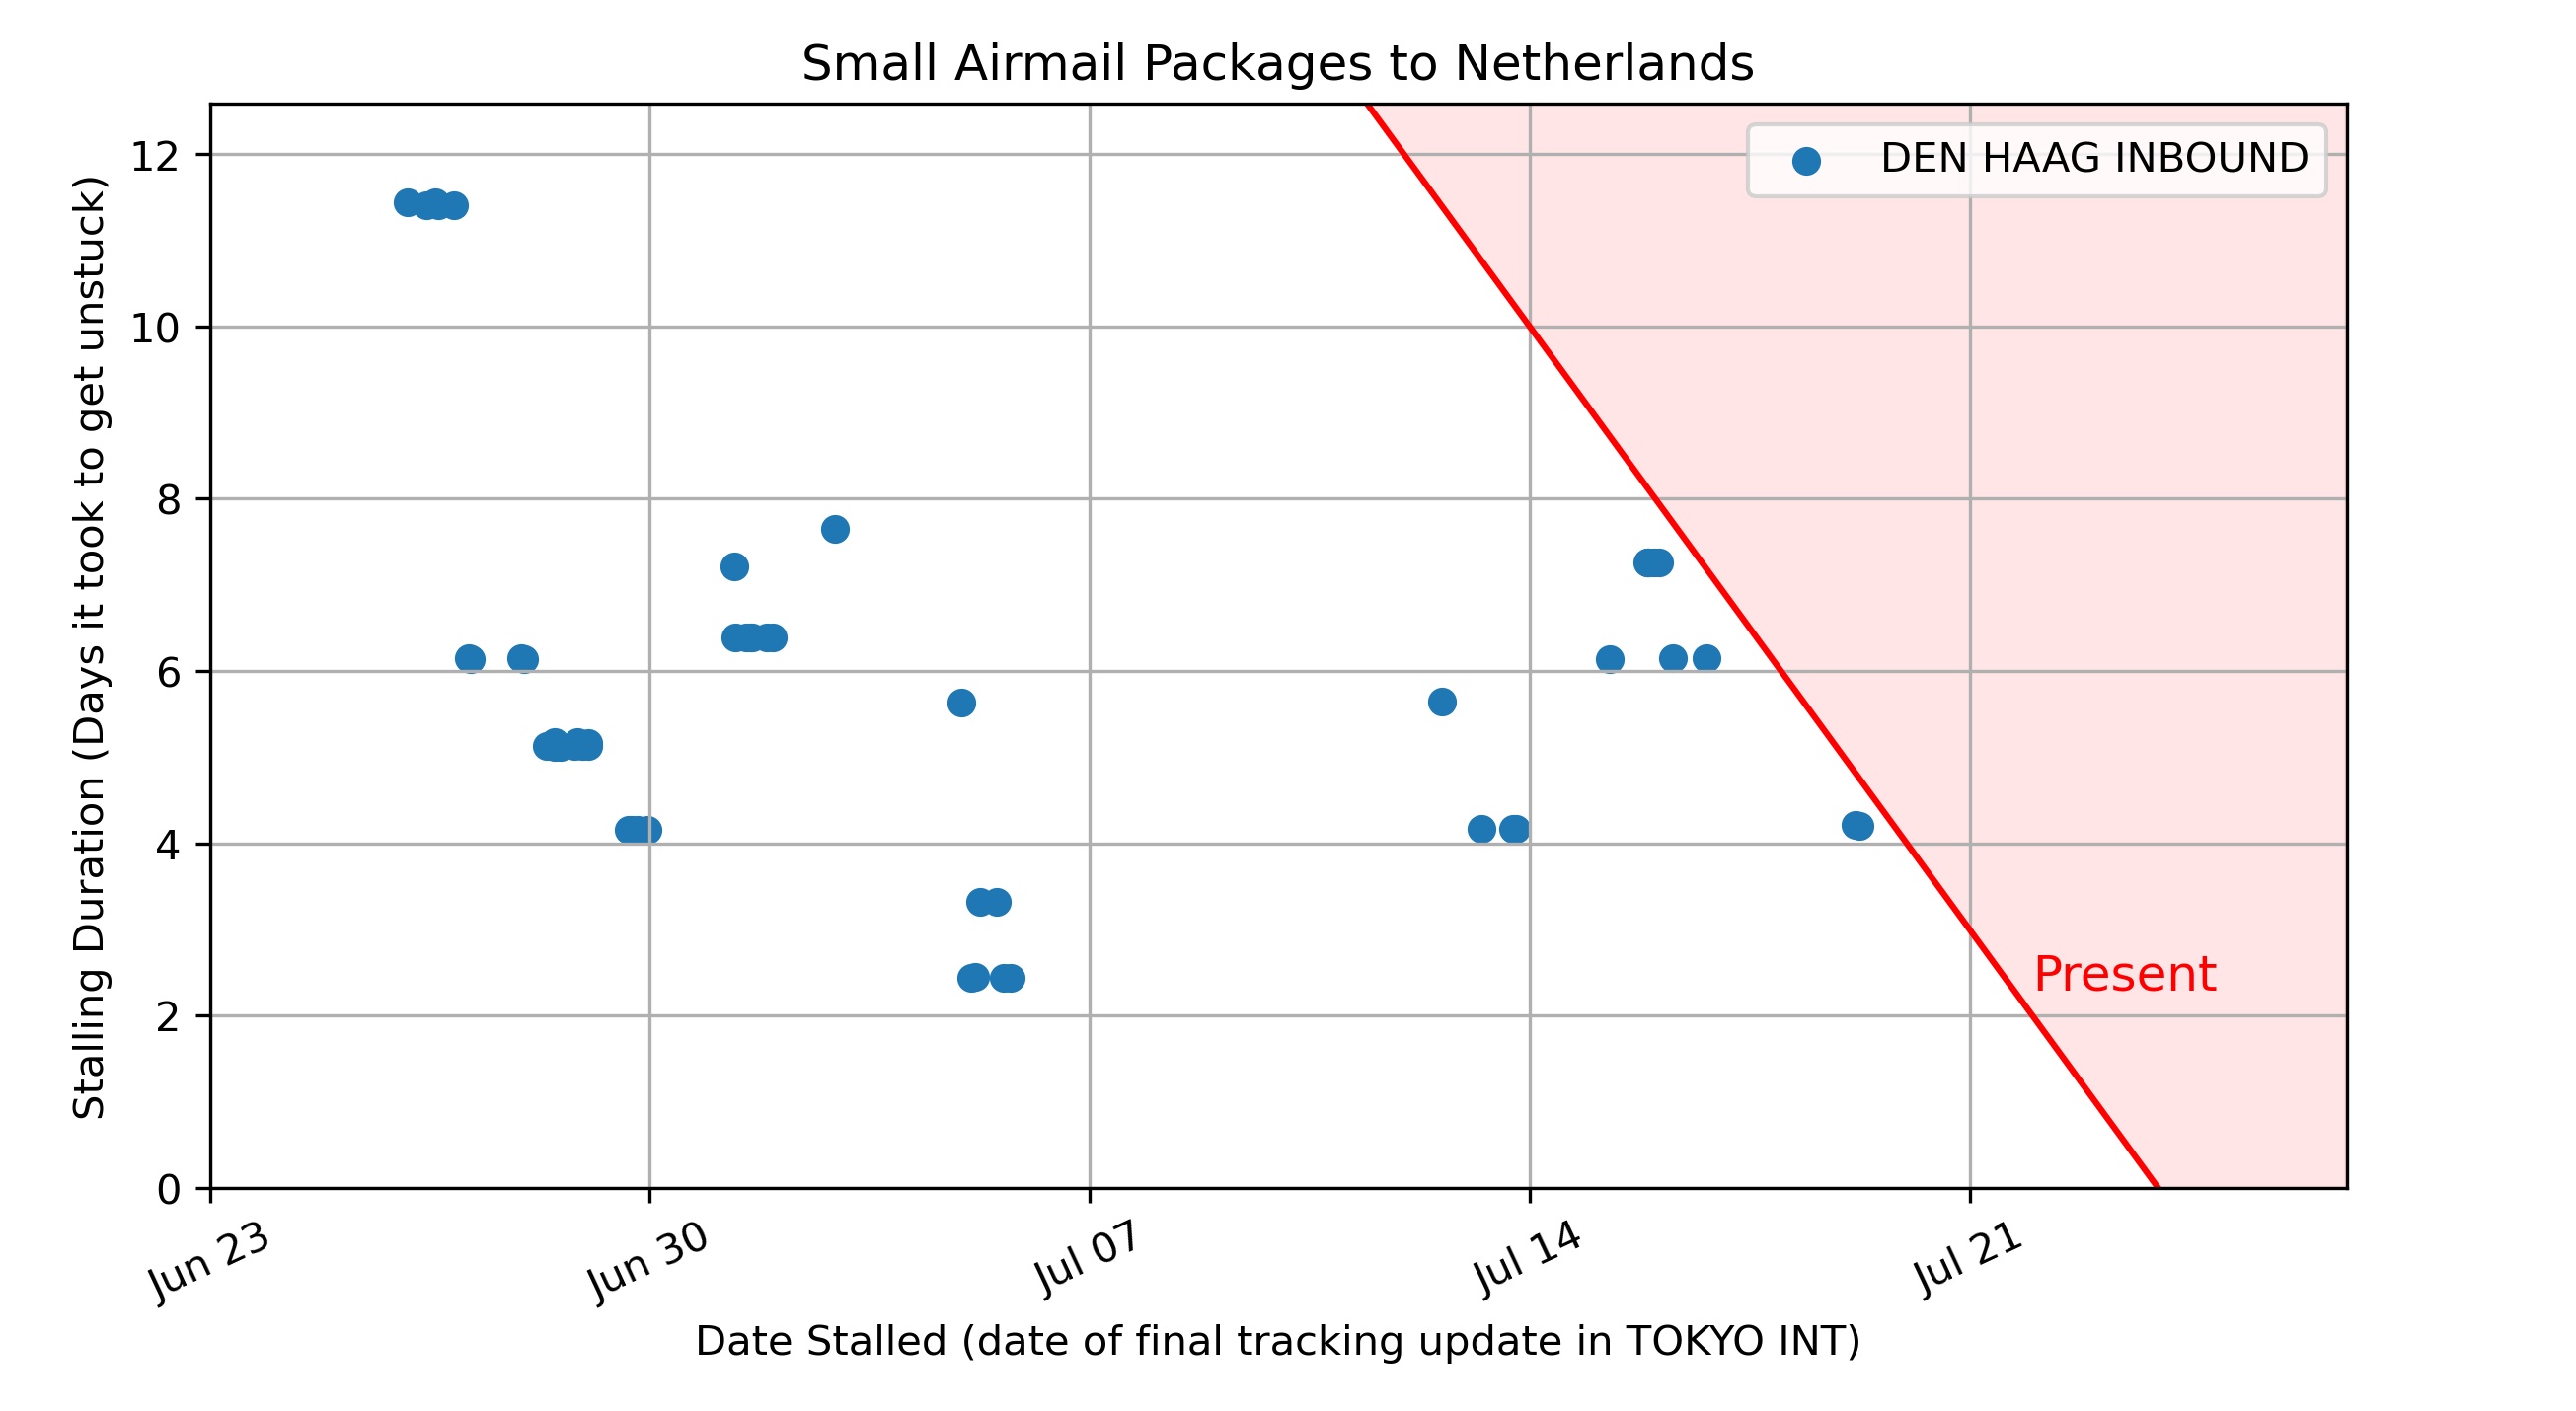 Small Airmail Packages to Netherlands
DEN HAAG INBOUND
Stalling Duration (Days it took to get unstuck)
12
10
8
6
4
2
0
Present
Jun 23
Jun 30
Jul 07
Jul 14
Jul 21
Date Stalled (date of final tracking update in TOKYO INT)